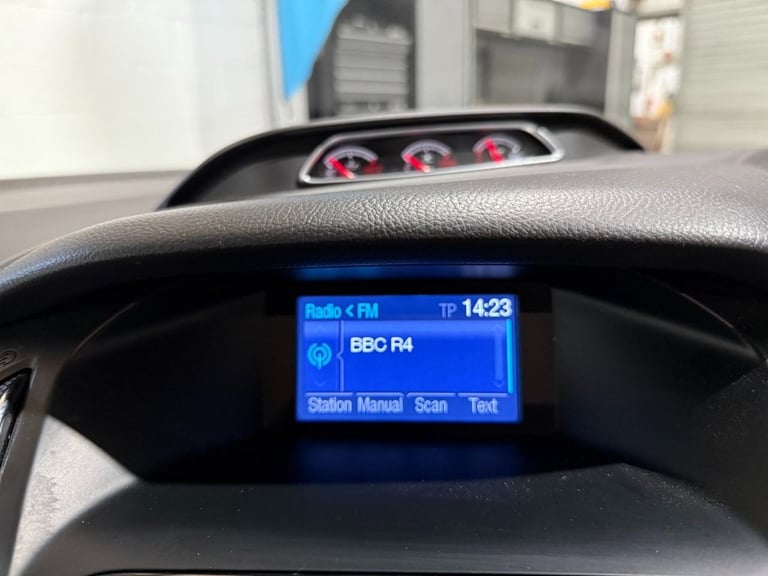 Radio < FM TP 14:23
BBC R4
Station Manual Scan Text